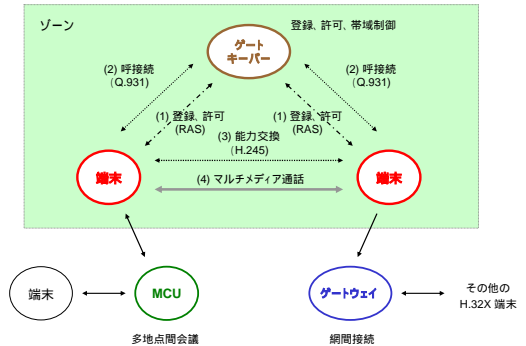 ゾーン
登録、許可、帯域制御
ゲート
キーパー
(2) 呼接続
(Q.931)
(2) 呼接続
(Q.931)
(1) 登録、許可
(RAS)
(1) 登録、許可
(RAS)
(3) 能力交換
(H.245)
端末
(4) マルチメディア通話
端末
端末
MCU
ゲートウェイ
その他の
H.32X 端末
多地点間会議
網間接続